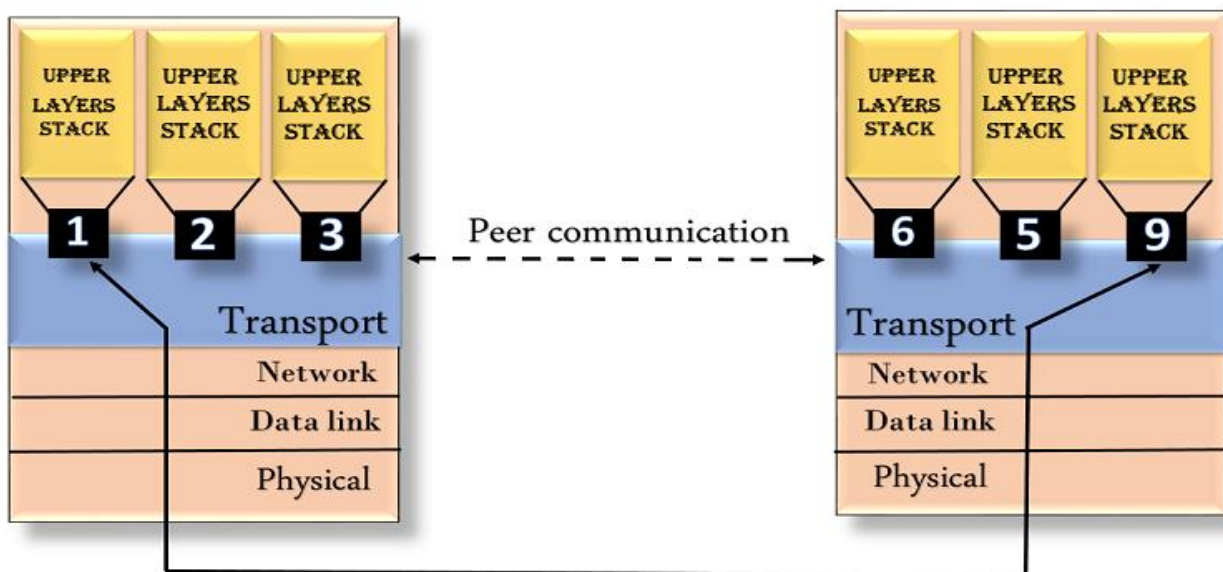 UPPER
LAYERS
STACK
UPPER
LAYERS
STACK
UPPER
LAYERS
STACK
1
2
3
Transport
Network
Data link
Physical
Peer communication
UPPER
LAYERS
STACK
UPPER
LAYERS
STACK
UPPER
LAYERS
STACK
6
5
9
Transport
Network
Data link
Physical